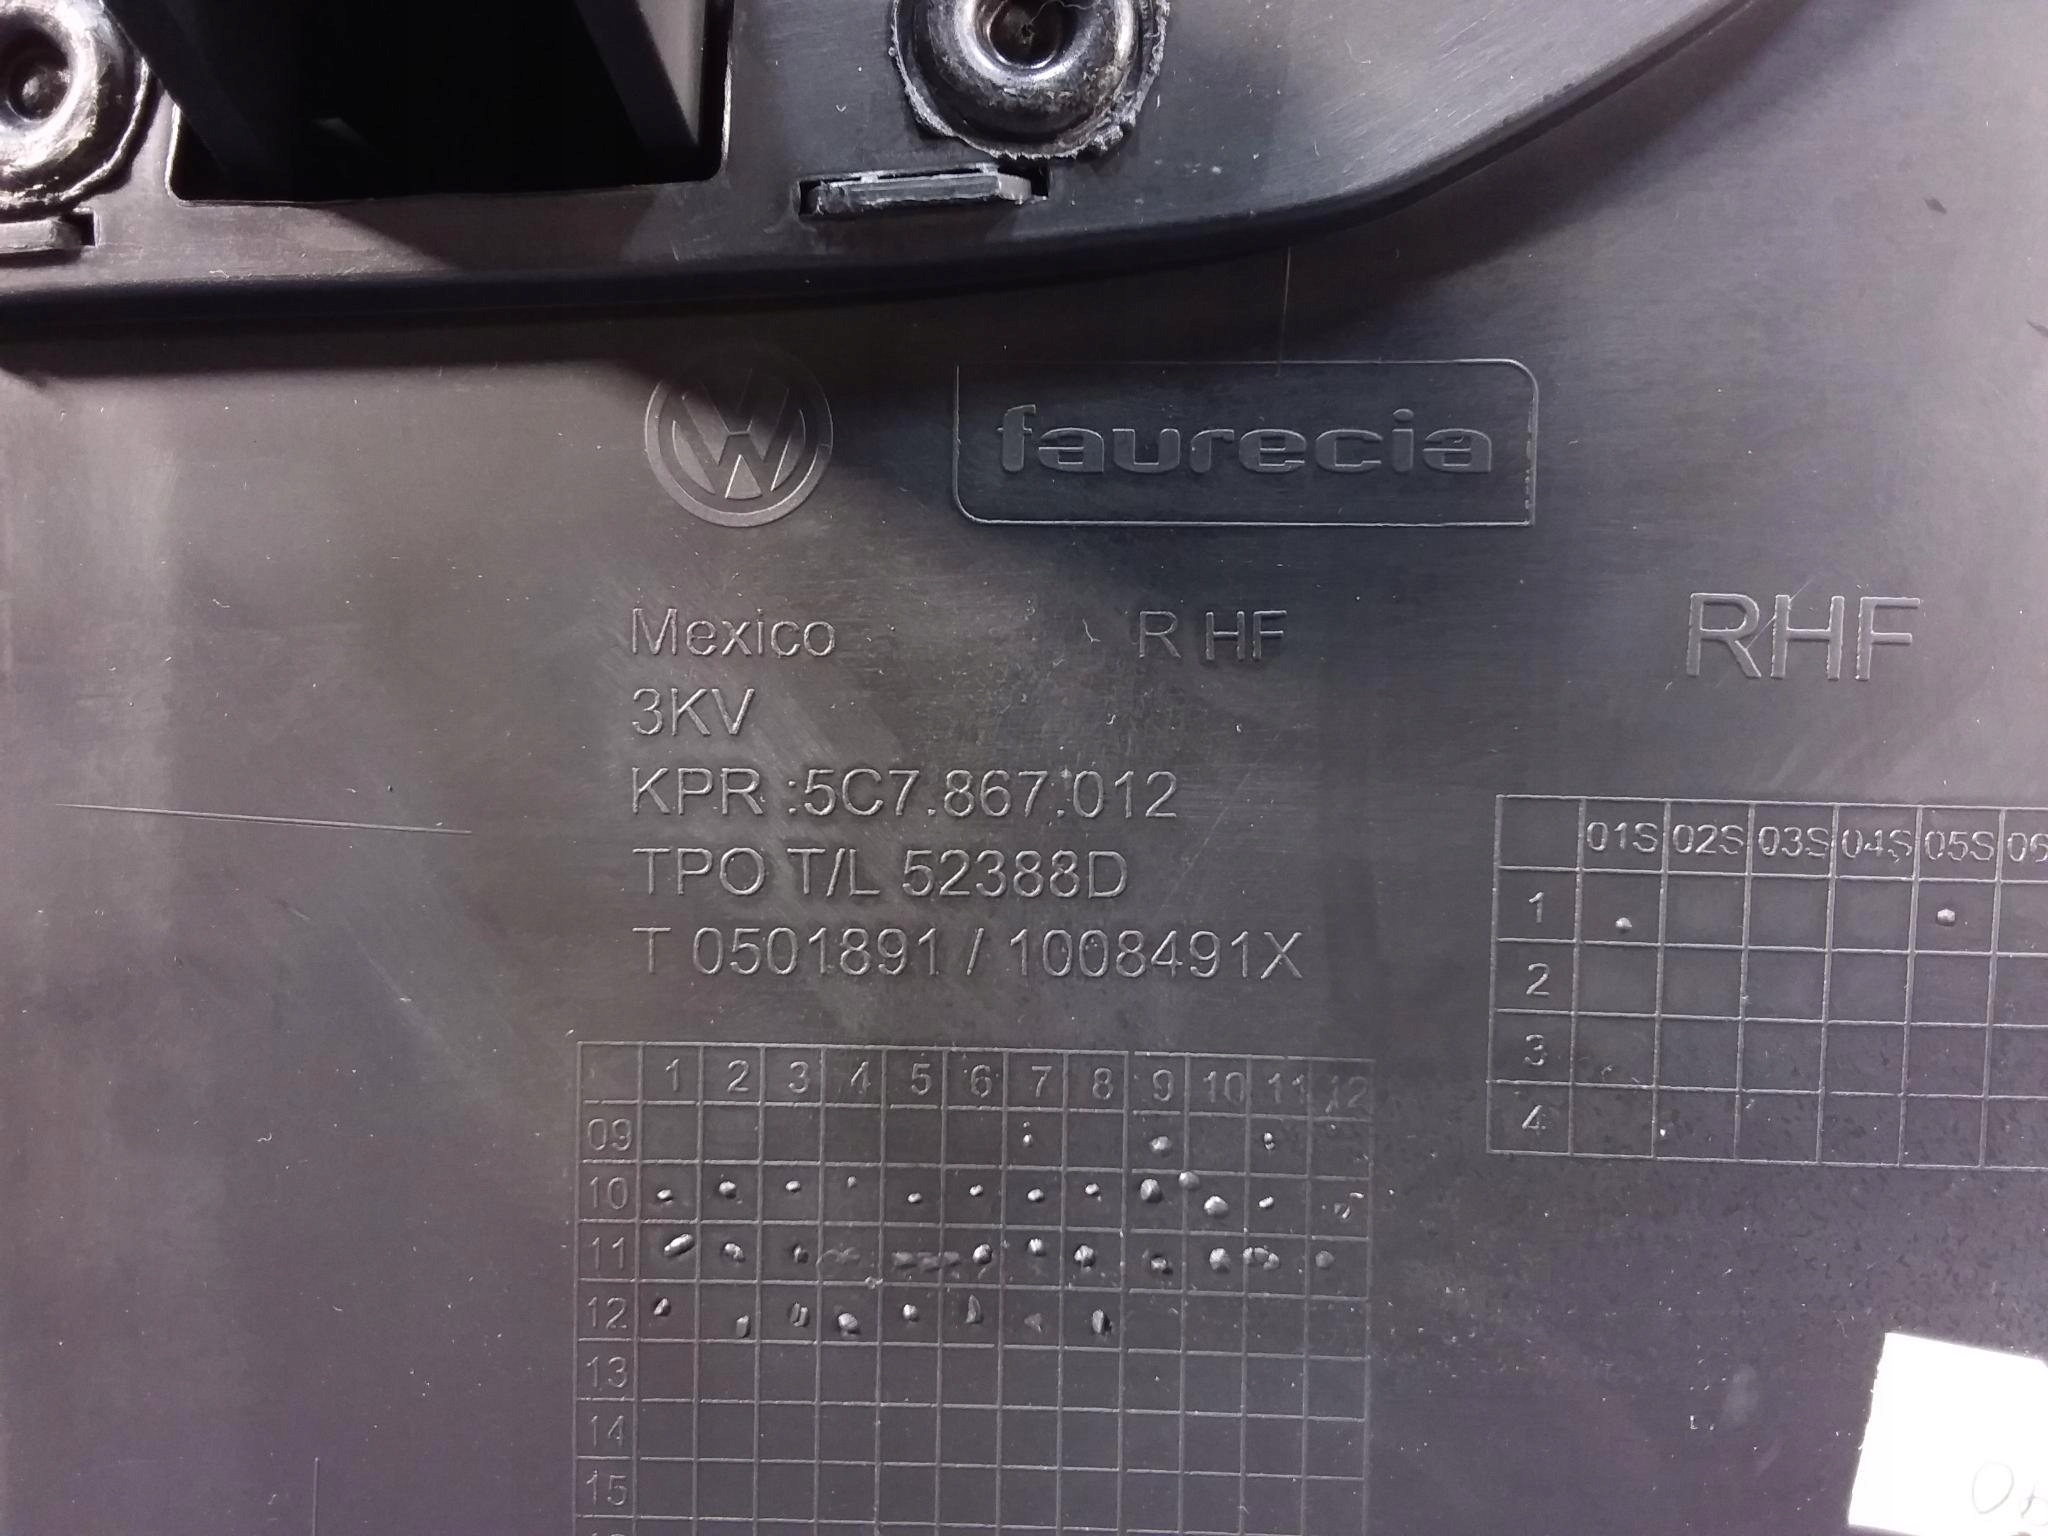 faurecia
Mexico R HF
RHF
3KV
KPR :5C7.867.012
TPO T/L 52388D
T 0501891 / 1008491X
01S 02S 03S 04S 05S 06
1
2
3
4
1 2 3 4 5 6 7 8 9 10 11 12
09
10
11
12
13
14
15